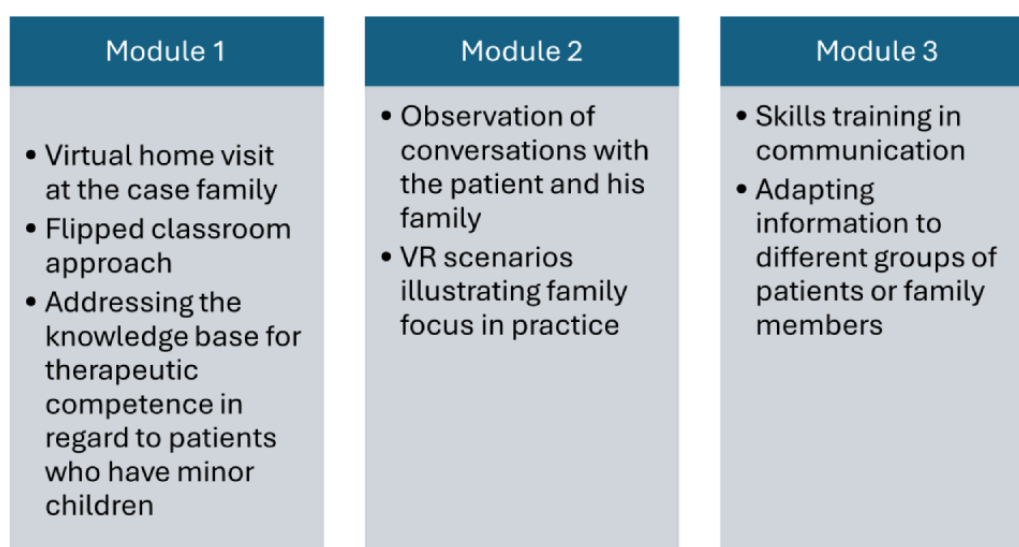 Module 1
• Virtual home visit
at the case family
• Flipped classroom
approach
• Addressing the
knowledge base for
therapeutic
competence in
regard to patients
who have minor
children
Module 2
• Observation of
conversations with
the patient and his
family
• VR scenarios
illustrating family
focus in practice
Module 3
• Skills training in
communication
• Adapting
information to
different groups of
patients or family
members